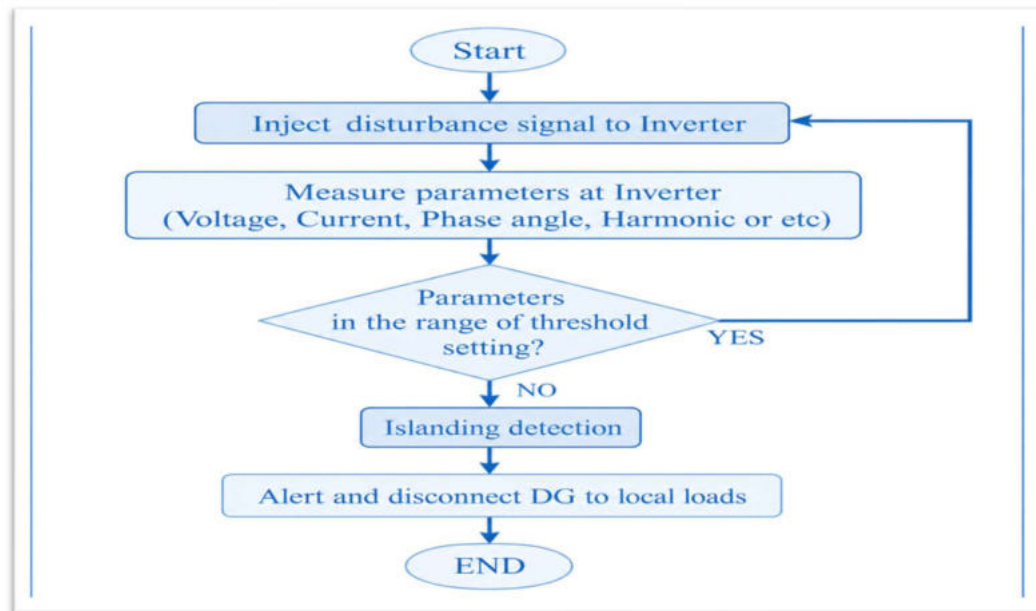 Start
Inject disturbance signal to Inverter
Measure parameters at Inverter
(Voltage, Current, Phase angle, Harmonic or etc)
Parameters
in the range of threshold
setting?
YES
NO
Islanding detection
Alert and disconnect DG to local loads
END